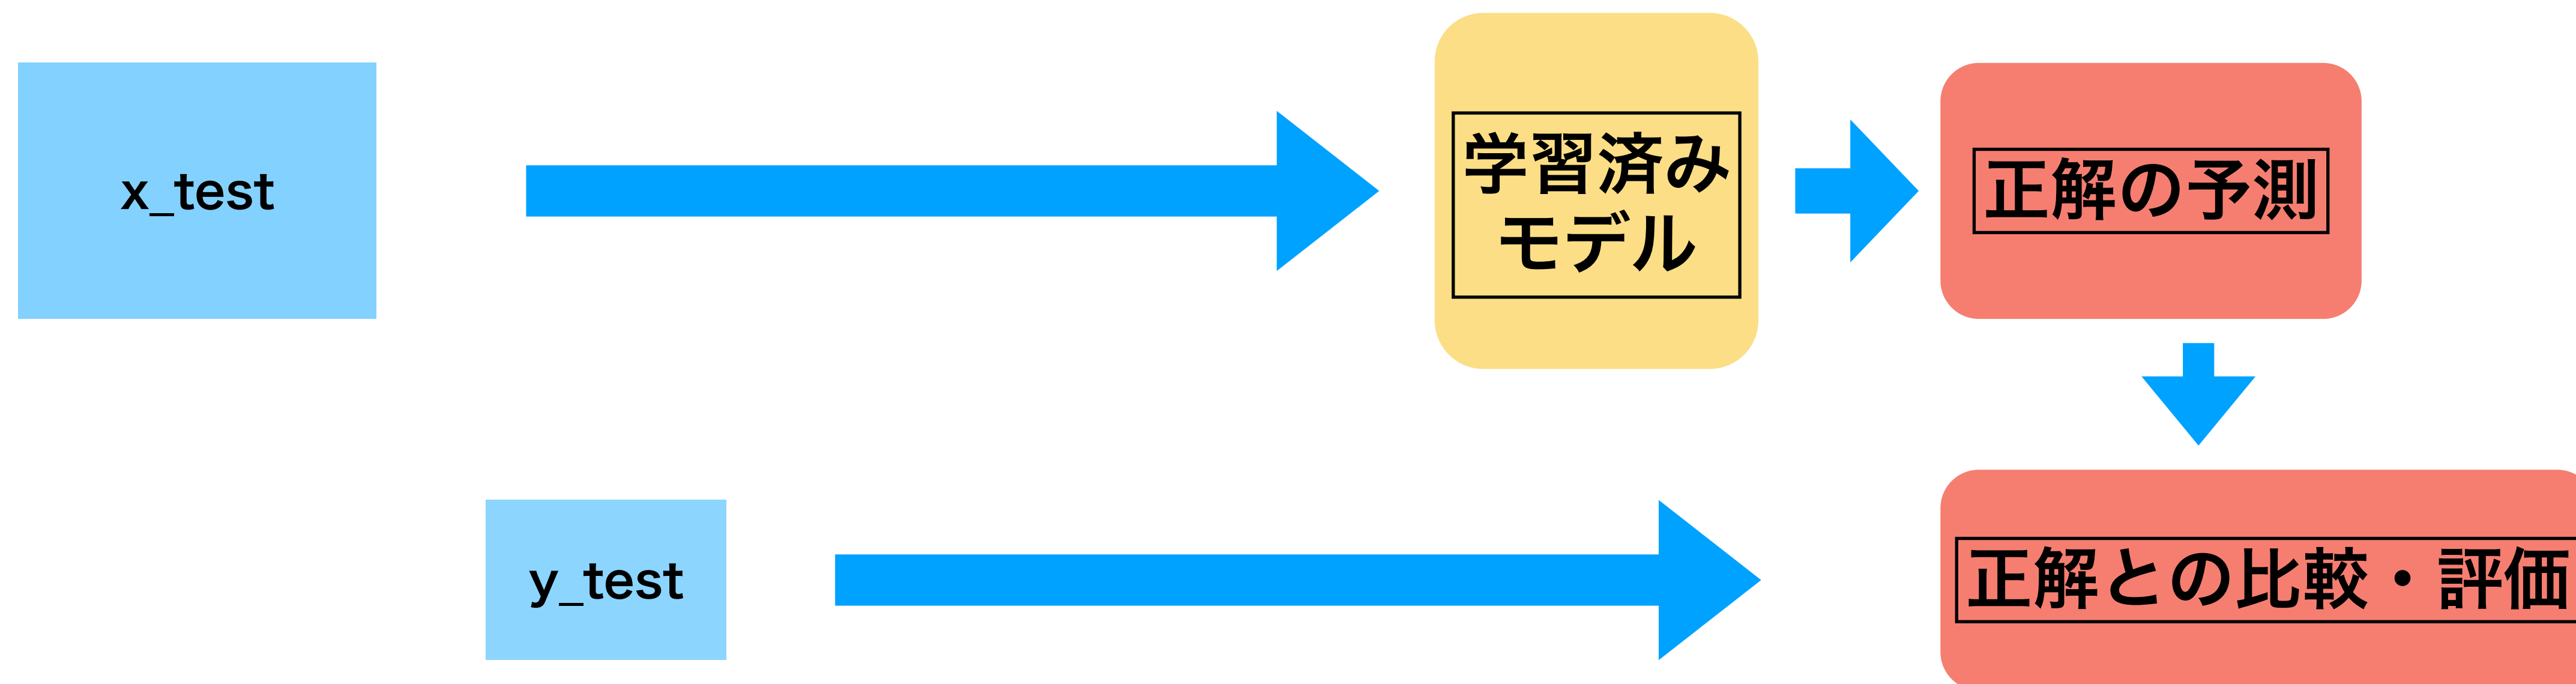 x_test
学習済み
モデル
正解の予測
y_test
正解との比較・評価